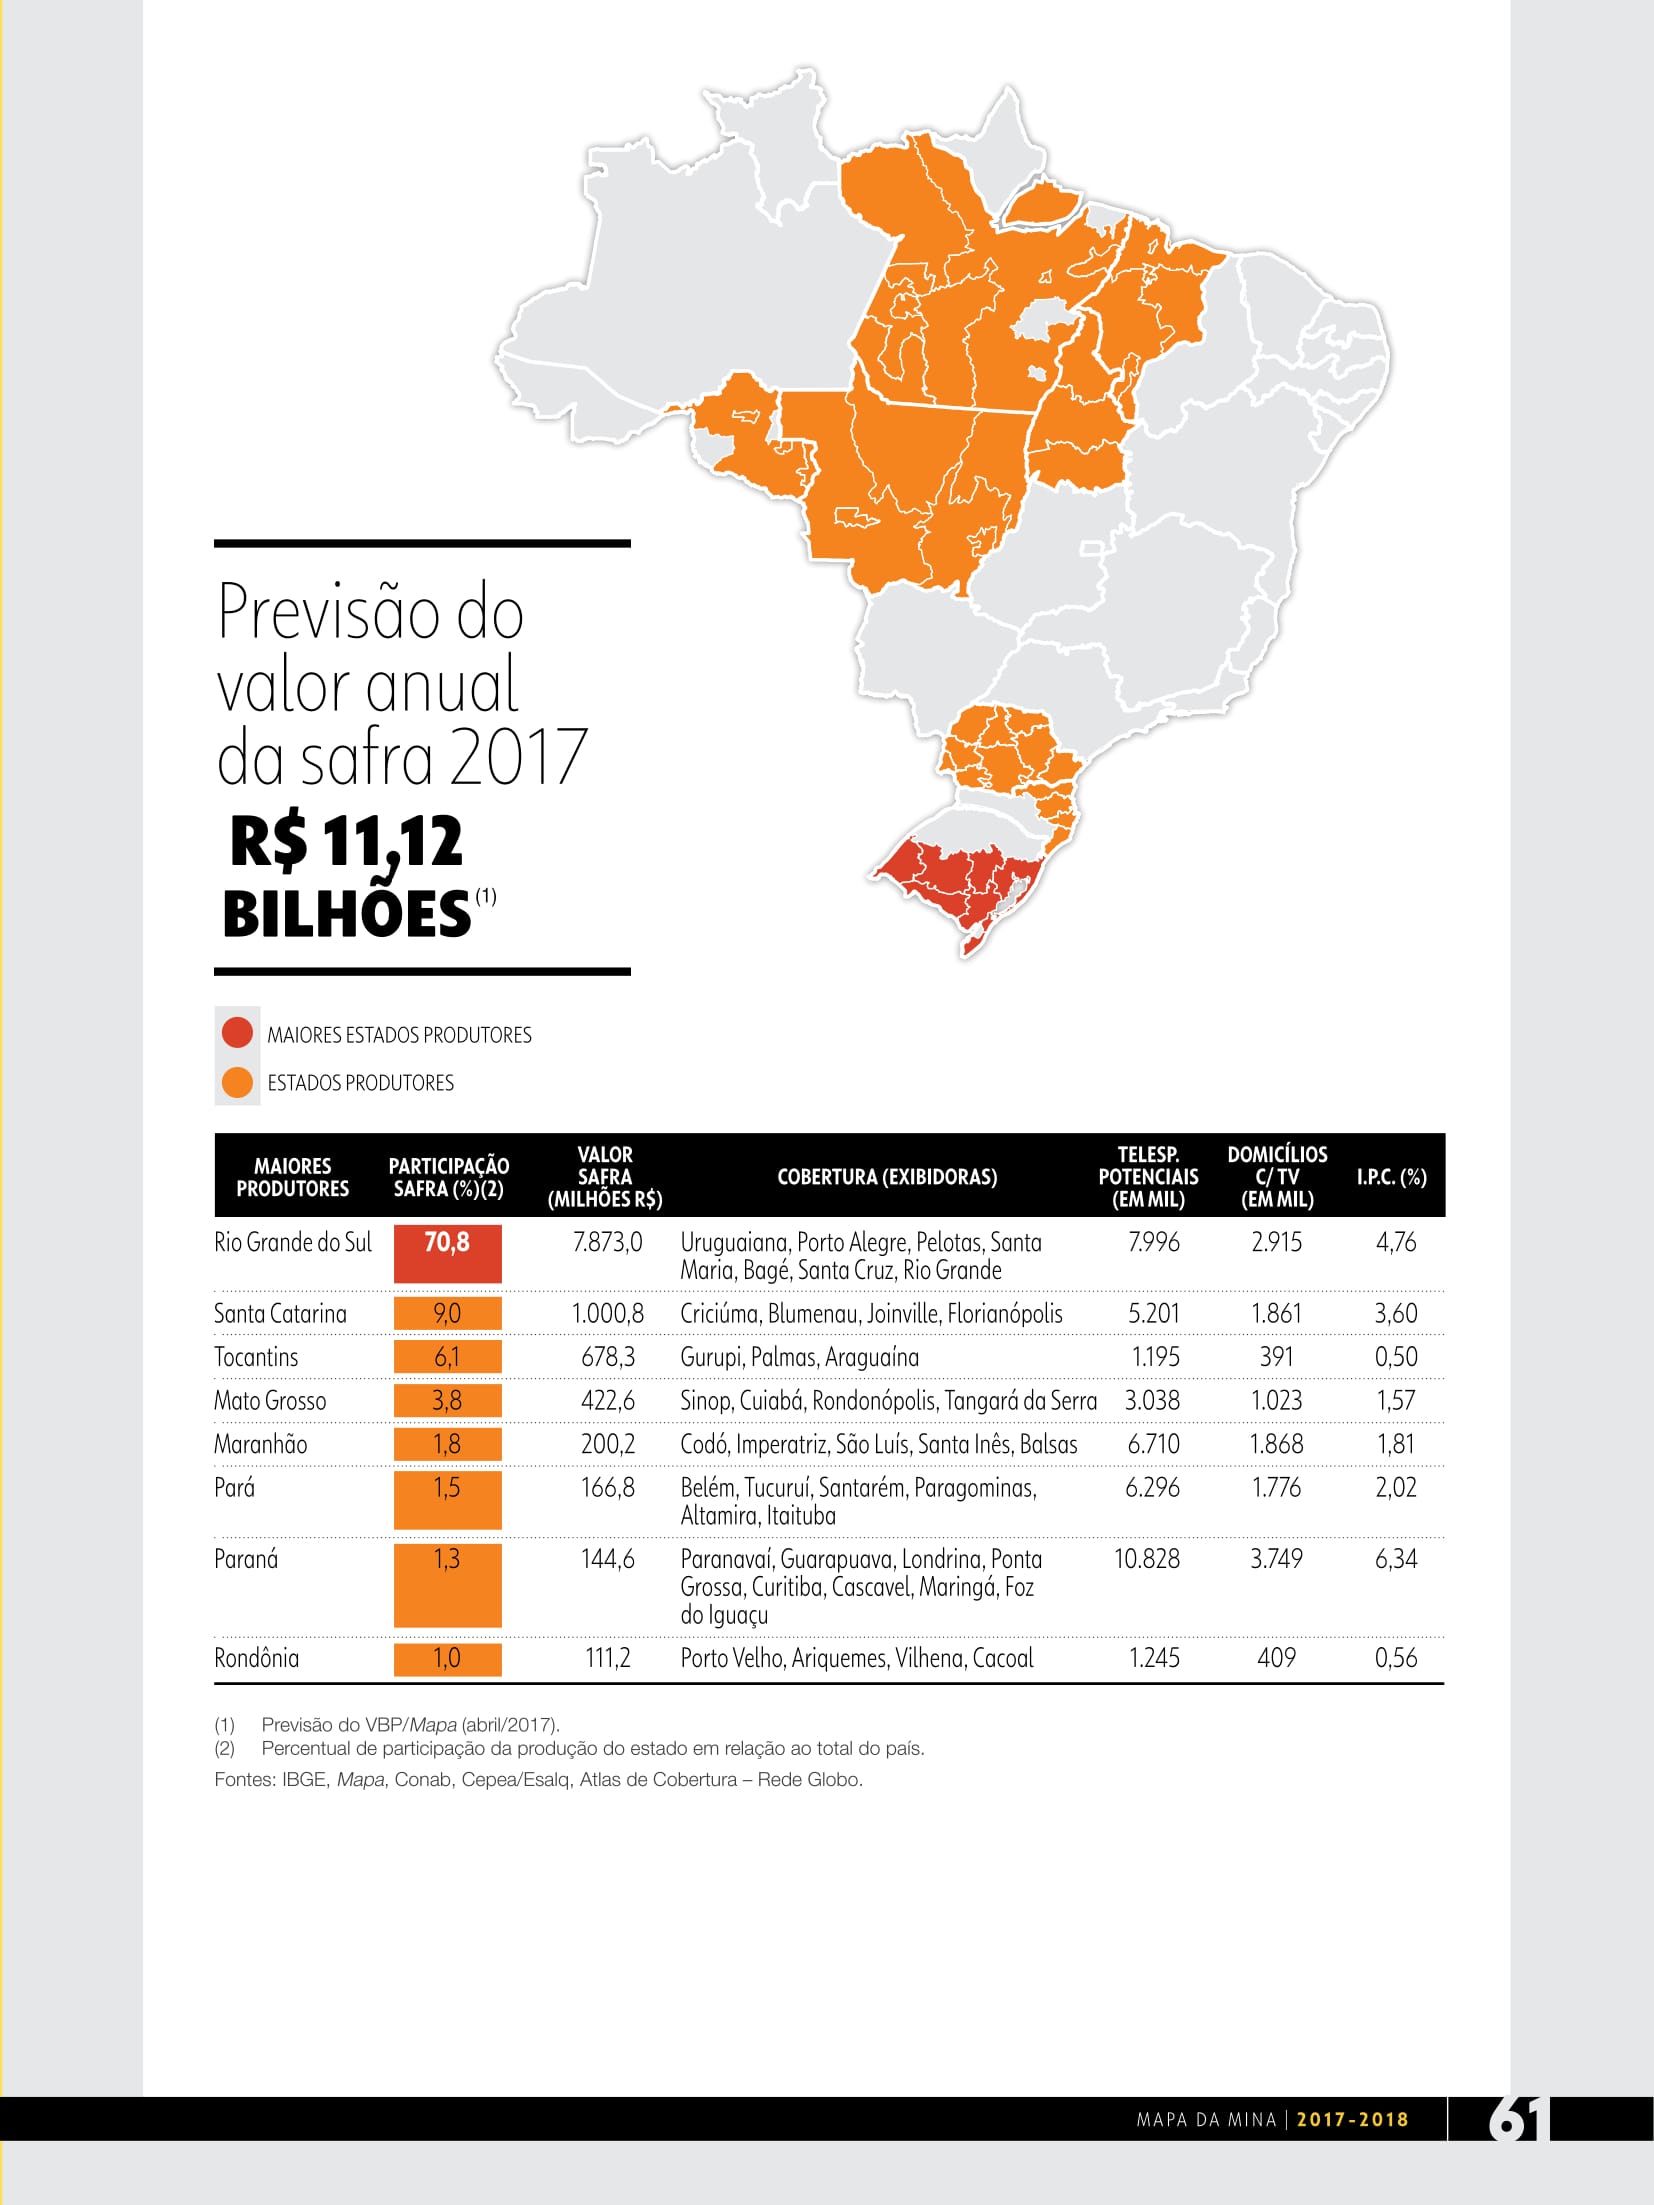 Previsão do
valor anual
da safra 2017
R$ 11,12
BILHÕES (1)
MAIORES ESTADOS PRODUTORES
ESTADOS PRODUTORES
MAIORES PRODUTORES PARTICIPAÇÃO SAFRA (%)(2) VALOR SAFRA (MILHÕES R$) COBERTURA (EXIBIDORAS) TELESP. POTENCIAIS (EM MIL) DOMICÍLIOS C/ TV (EM MIL) I.P.C. (%)
Rio Grande do Sul 70,8 7.873,0 Uruguaiana, Porto Alegre, Pelotas, Santa 7.996 2.915 4,76
Maria, Bagé, Santa Cruz, Rio Grande
Santa Catarina 9,0 1.000,8 Criciúma, Blumenau, Joinville, Florianópolis 5.201 1.861 3,60
Tocantins 6,1 678,3 Gurupi, Palmas, Araguaína 1.195 391 0,50
Mato Grosso 3,8 422,6 Sinop, Cuiabá, Rondonópolis, Tangará da Serra 3.038 1.023 1,57
Maranhão 1,8 200,2 Codó, Imperatriz, São Luís, Santa Inês, Balsas 6.710 1.868 1,81
Pará 1,5 166,8 Belém, Tucuruí, Santarém, Paragominas, 6.296 1.776 2,02
Altamira, Itaituba
Paraná 1,3 144,6 Paranavaí, Guarapuava, Londrina, Ponta 10.828 3.749 6,34
Grossa, Curitiba, Cascavel, Maringá, Foz
do Iguaçu
Rondônia 1,0 111,2 Porto Velho, Ariquemes, Vilhena, Cacoal 1.245 409 0,56
(1) Previsão do VBP/Mapa (abril/2017).
(2) Percentual de participação da produção do estado em relação ao total do país.
Fontes: IBGE, Mapa, Conab, Cepea/Esalq, Atlas de Cobertura – Rede Globo.
MAPA DA MINA | 2017-2018 61